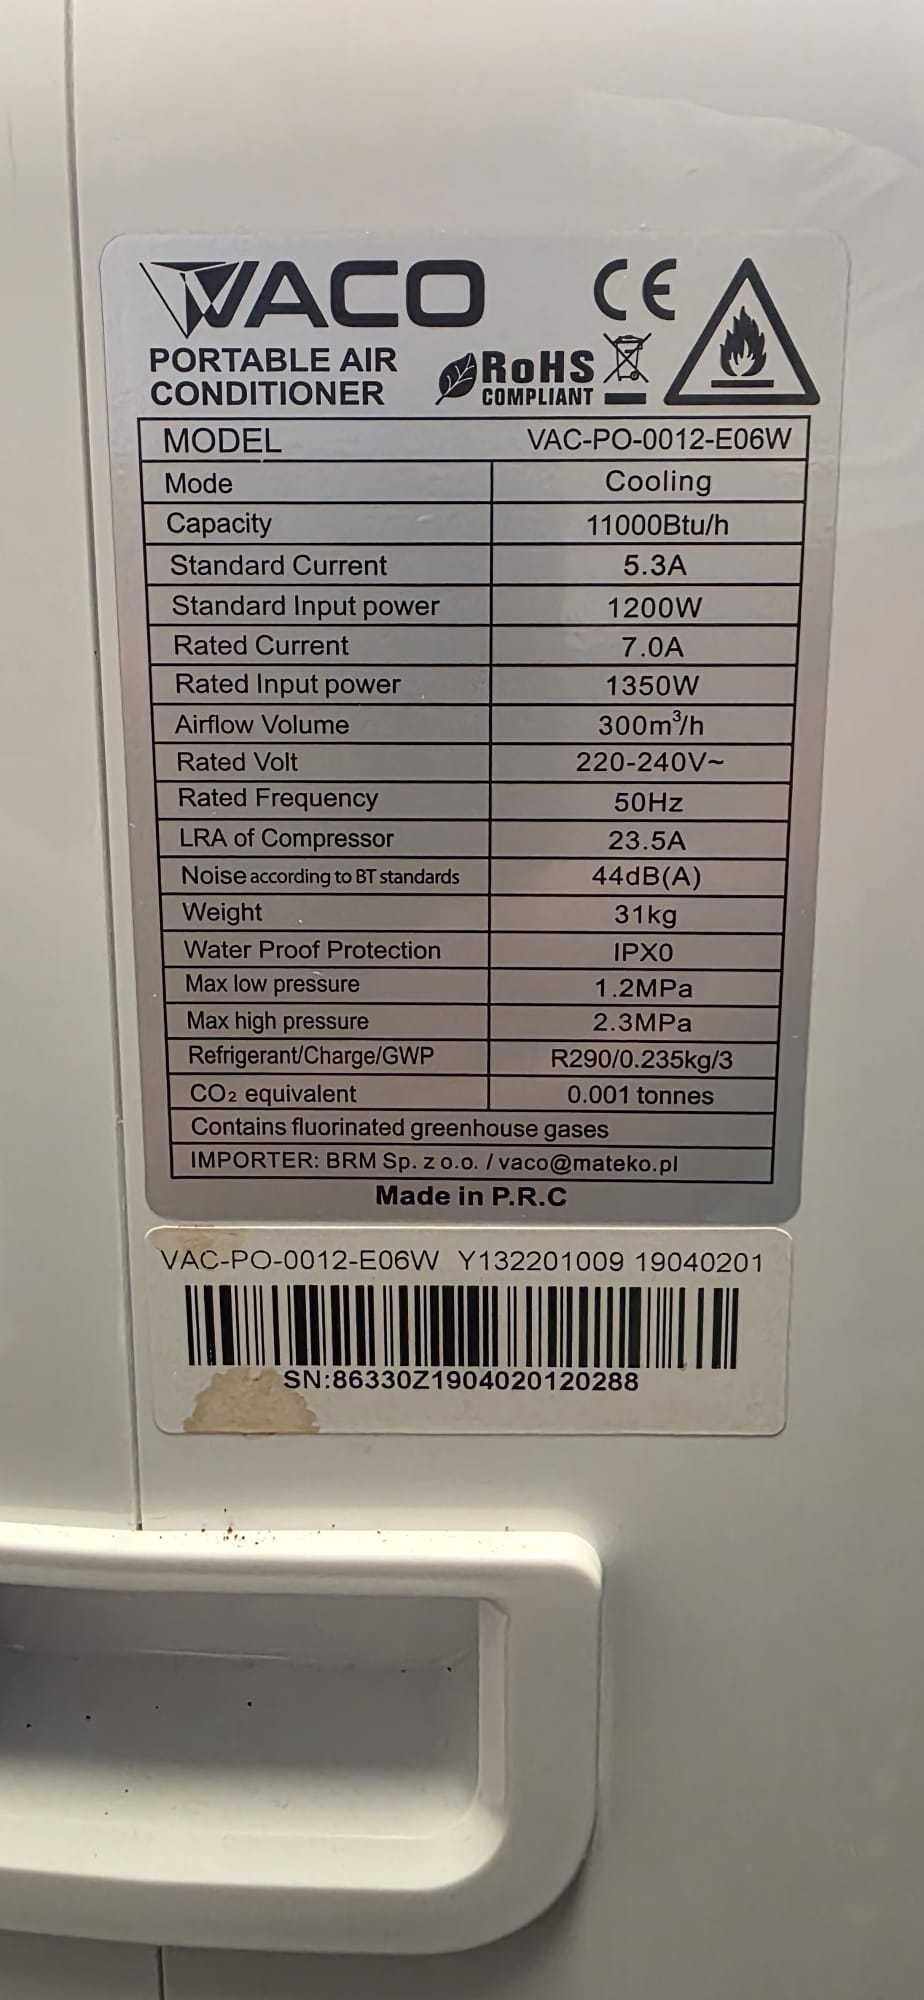 VACO
CE
PORTABLE AIR
CONDITIONER
RoHS
COMPLIANT
MODEL VAC-PO-0012-E06W
Mode Cooling
Capacity 11000Btu/h
Standard Current 5.3A
Standard Input power 1200W
Rated Current 7.0A
Rated Input power 1350W
Airflow Volume 300m³/h
Rated Volt 220-240V~
Rated Frequency 50Hz
LRA of Compressor 23.5A
Noise according to BT standards 44dB(A)
Weight 31kg
Water Proof Protection IPX0
Max low pressure 1.2MPa
Max high pressure 2.3MPa
Refrigerant/Charge/GWP R290/0.235kg/3
CO₂ equivalent 0.001 tonnes
Contains fluorinated greenhouse gases
IMPORTER: BRM Sp. z o.o. / vaco@mateko.pl
Made in P.R.C
VAC-PO-0012-E06W Y132201009 19040201
SN:86330Z1904020120288